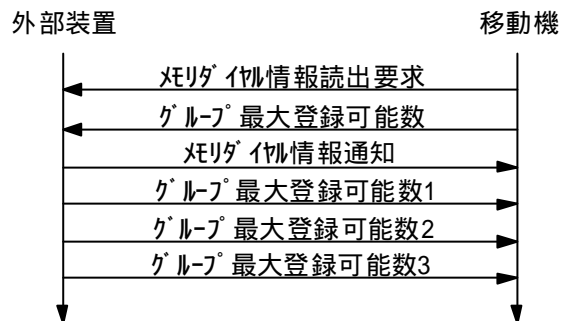 外部装置 移動機
ﾒﾓﾘﾀﾞｲﾔﾙ情報読出要求
ｸﾞﾙｰﾌﾟ最大登録可能数
ﾒﾓﾘﾀﾞｲﾔﾙ情報通知
ｸﾞﾙｰﾌﾟ最大登録可能数1
ｸﾞﾙｰﾌﾟ最大登録可能数2
ｸﾞﾙｰﾌﾟ最大登録可能数3